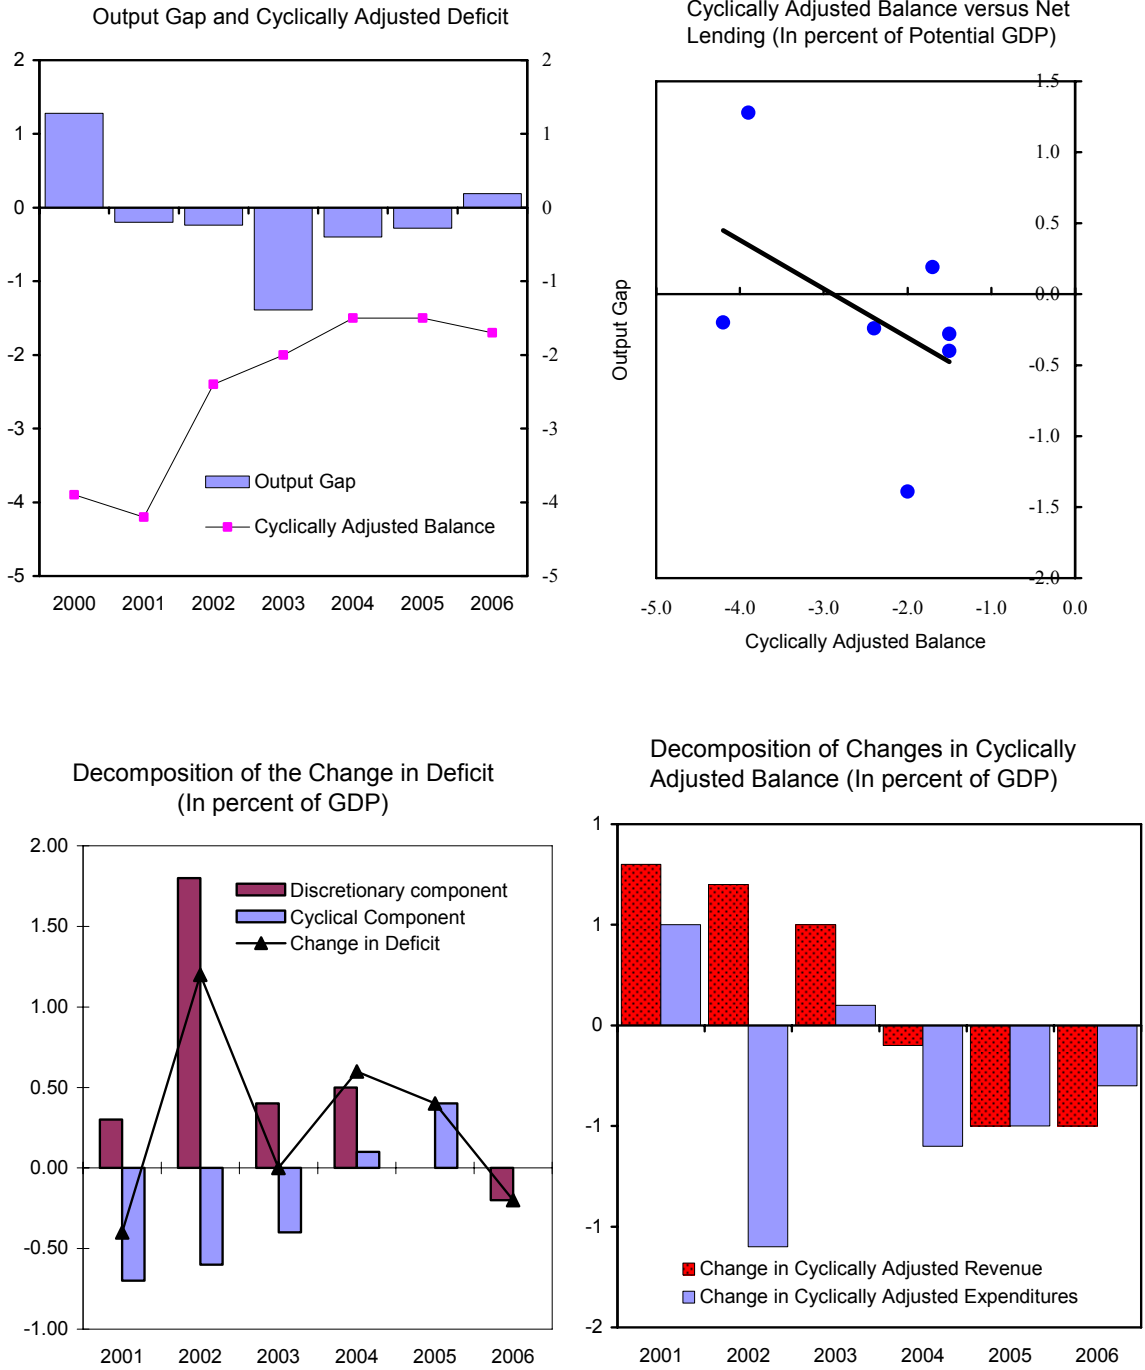 Output Gap and Cyclically Adjusted Deficit
2 2
1 1
0 0
-1 -1
-2 -2
-3 -3
Output Gap
-4 -4
Cyclically Adjusted Balance
-5 -5
2000 2001 2002 2003 2004 2005 2006
Cyclically Adjusted Balance versus Net
Lending (In percent of Potential GDP)
1.5
1.0
0.5
0.0
-0.5
-1.0
-1.5
-2.0
Output Gap
-5.0 -4.0 -3.0 -2.0 -1.0 0.0
Cyclically Adjusted Balance
Decomposition of the Change in Deficit
(In percent of GDP)
2.00
Discretionary component
Cyclical Component
1.50
Change in Deficit
1.00
0.50
0.00
-0.50
-1.00
2001 2002 2003 2004 2005 2006
Decomposition of Changes in Cyclically
Adjusted Balance (In percent of GDP)
1
1
0
-1
-1
Change in Cyclically Adjusted Revenue
Change in Cyclically Adjusted Expenditures
-2
2001 2002 2003 2004 2005 2006